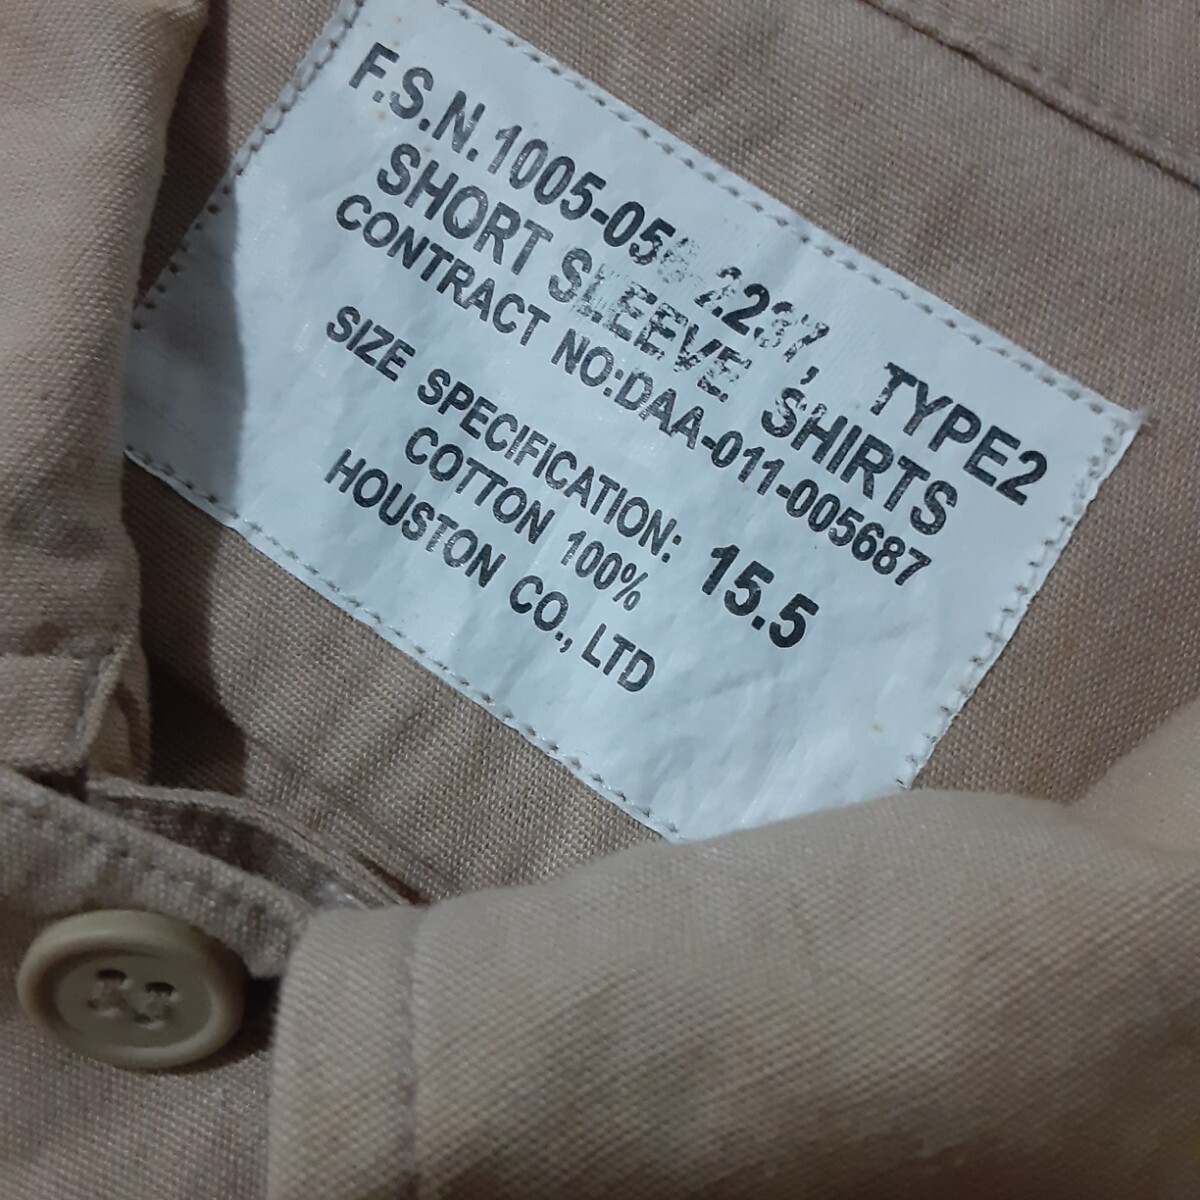 F.S.N.1005-056-2237, TYPE2
SHORT SLEEVE SHIRTS
CONTRACT NO:DAA-011-005687
SIZE SPECIFICATION: 15.5
COTTON 100%
HOUSTON CO., LTD